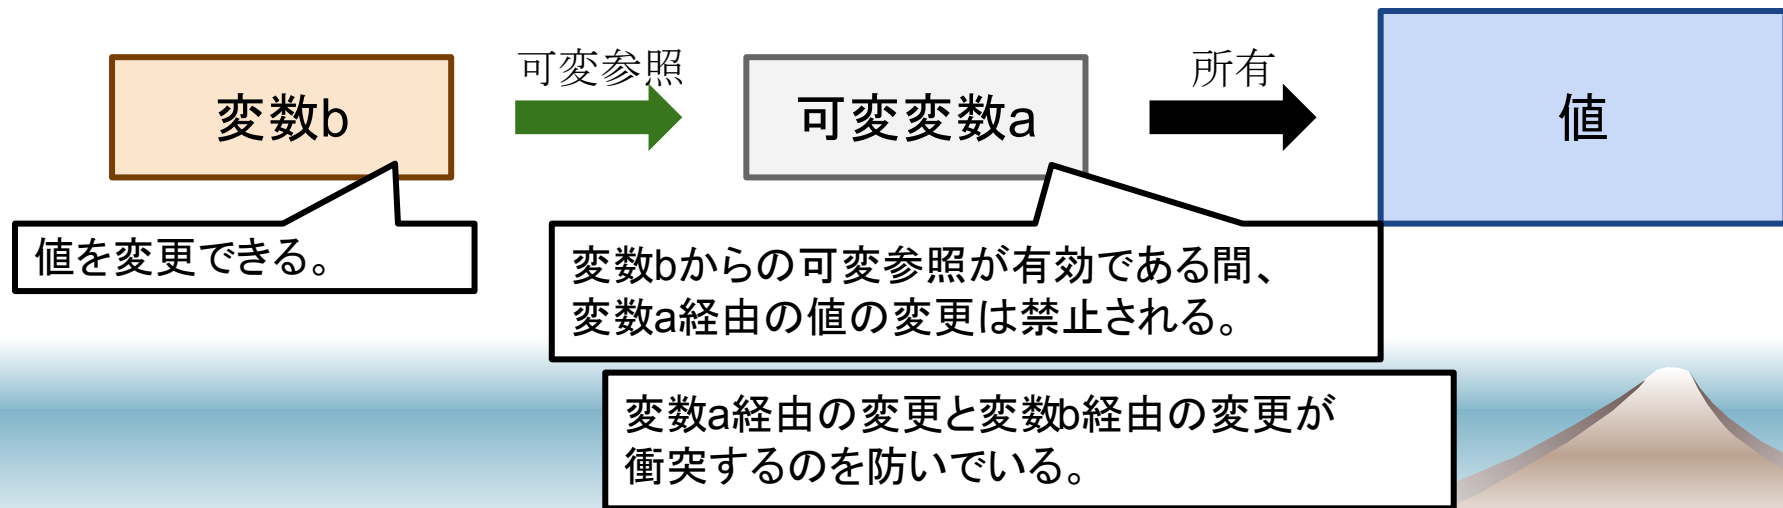 可変参照
所有
変数b
可変変数a
値
値を変更できる。
変数bからの可変参照が有効である間、
変数a経由の値の変更は禁止される。
変数a経由の変更と変数b経由の変更が
衝突するのを防いでいる。